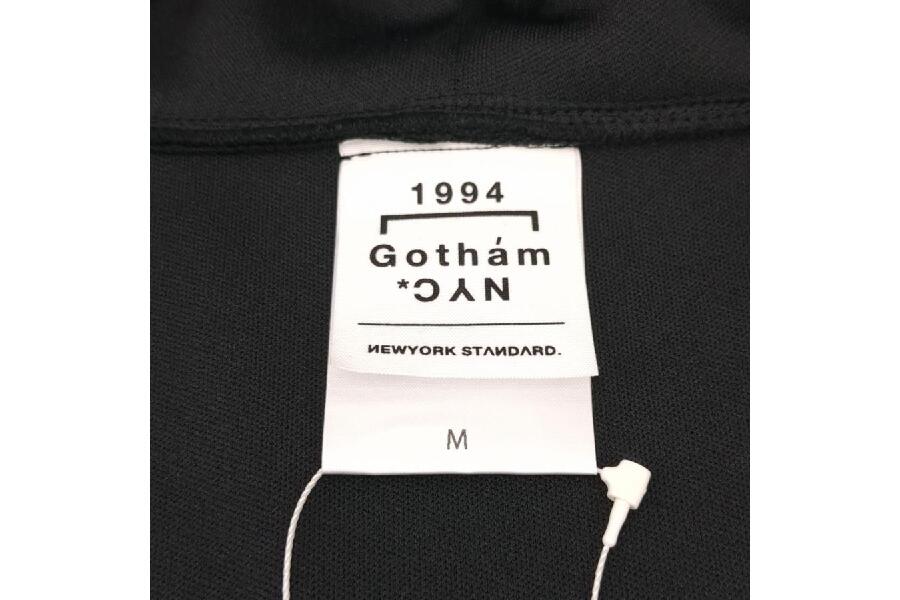 1994
Gothám
NYC*
NEWYORK STANDARD.
M